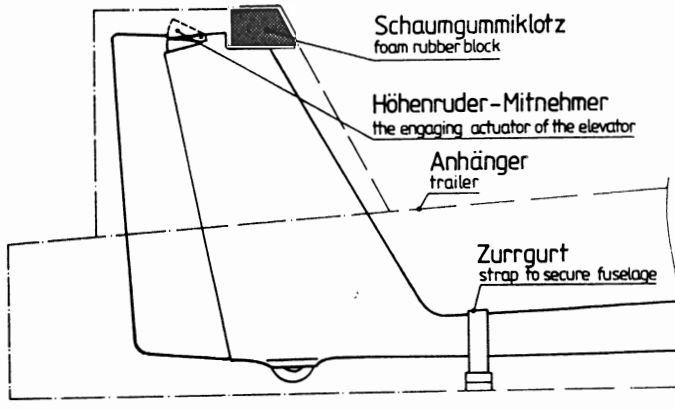 Schaumgummiklotz
foam rubber block
Höhenruder-Mitnehmer
the engaging actuator of the elevator
Anhänger
trailer
Zurrgurt
strap to secure fuselage